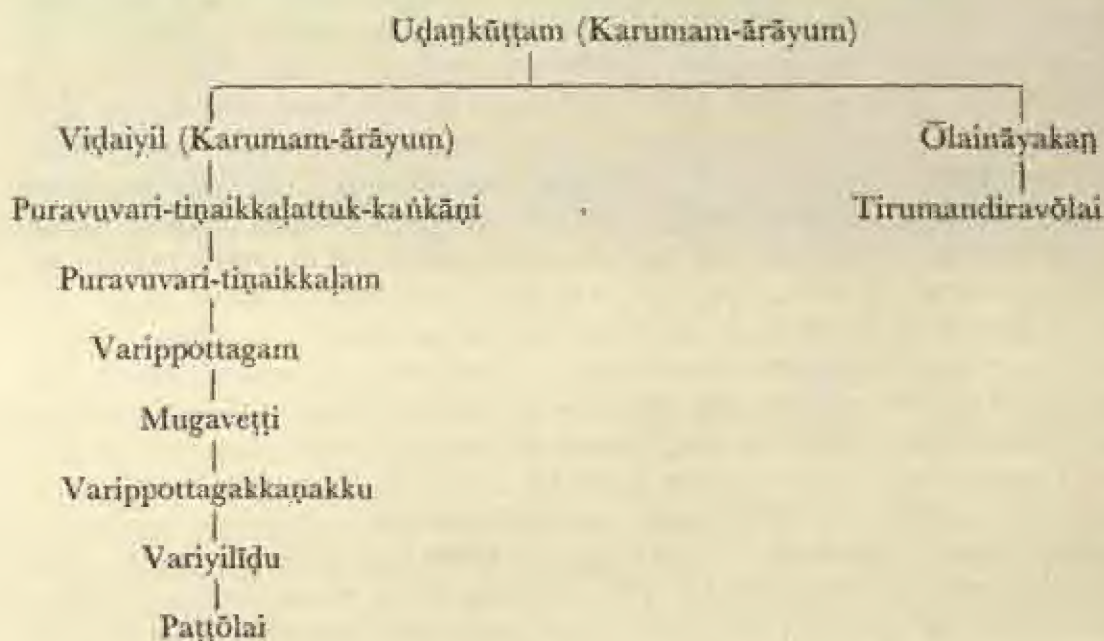 Uḍaṉkūṭṭam (Karumam-ārāyum)
Viḍaiyil (Karumam-ārāyum) Ōlaināyakaṉ
Puravuvari-tiṇaikkaḷattuk-kaṅkāṇi Tirumandiravōlai
Puravuvari-tiṇaikkaḷam
Varippottagam
Mugaveṭṭi
Varippottagakkaṇakku
Variyilīḍu
Paṭṭōlai